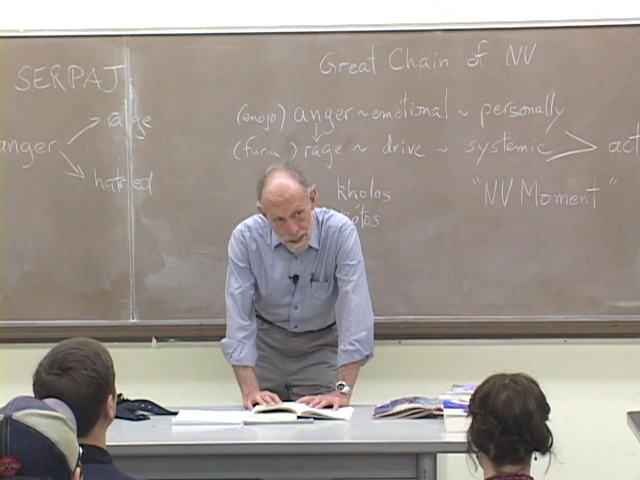 SERPAJ
anger
rage
hatred
Great Chain of NV
(enojo) anger ~ emotional ~ personally
(furia) rage ~ drive ~ systemic > act
kholos
"NV Moment"